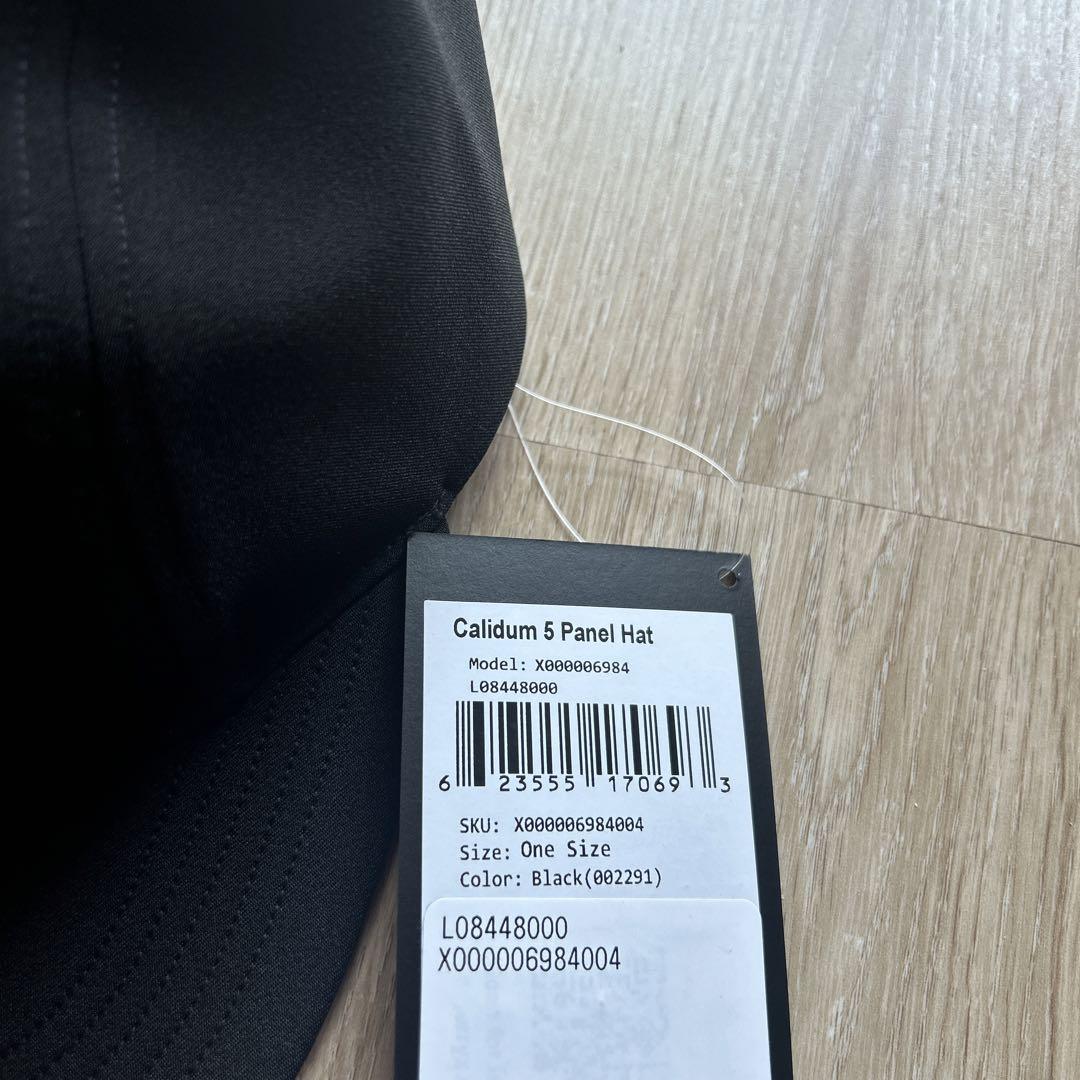 Calidum 5 Panel Hat
Model: X000006984
L08448000
6 23555 17069 3
SKU: X000006984004
Size: One Size
Color: Black(002291)
L08448000
X000006984004